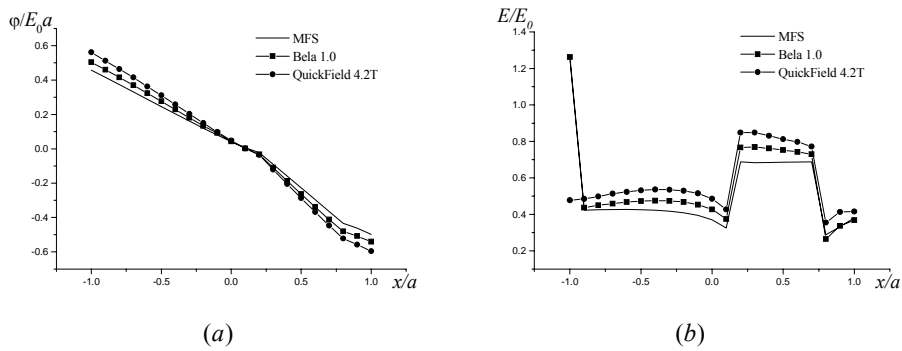 φ/E₀a
MFS
Bela 1.0
QuickField 4.2T
0.6
0.4
0.2
0.0
-0.2
-0.4
-0.6
-1.0 -0.5 0.0 0.5 1.0
x/a
(a)
E/E₀
MFS
Bela 1.0
QuickField 4.2T
1.4
1.2
1.0
0.8
0.6
0.4
0.2
-1.0 -0.5 0.0 0.5 1.0
x/a
(b)